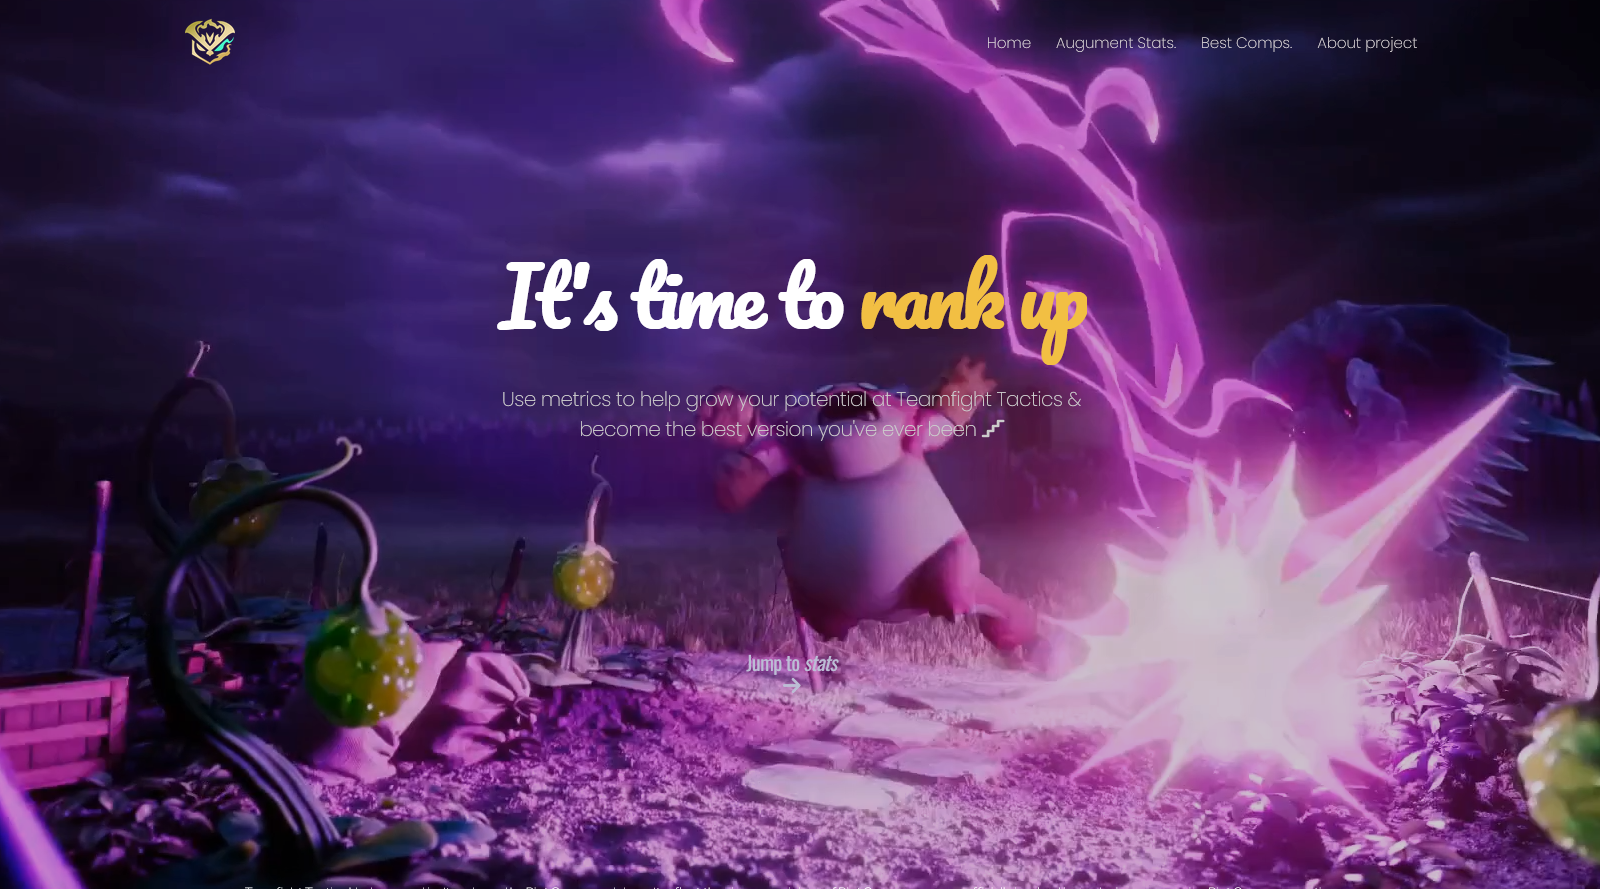 Home
Augument Stats.
Best Comps.
About project
It's time to rank up
Use metrics to help grow your potential at Teamfight Tactics &
become the best version you've ever been
Jump to stats